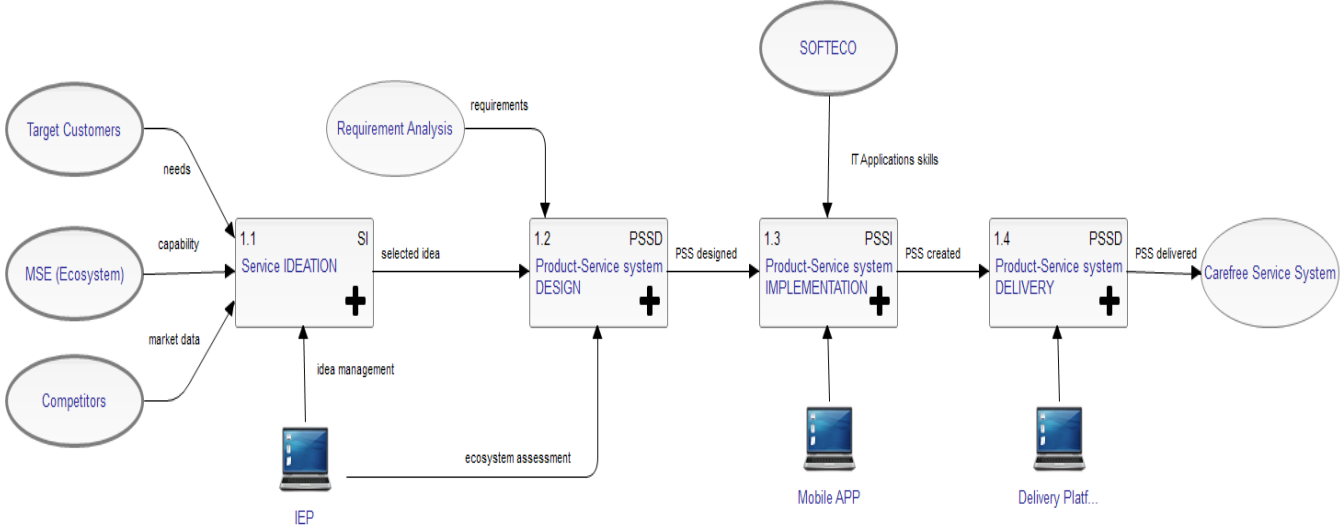 SOFTECO
requirements
Target Customers
Requirement Analysis
needs
IT Applications skills
MSE (Ecosystem)
capability
1.1 SI
Service IDEATION
selected idea
1.2 PSSD
Product-Service system
DESIGN
PSS designed
1.3 PSSI
Product-Service system
IMPLEMENTATION
PSS created
1.4 PSSD
Product-Service system
DELIVERY
PSS delivered
Carefree Service System
market data
idea management
Competitors
ecosystem assessment
IEP
Mobile APP
Delivery Platf...